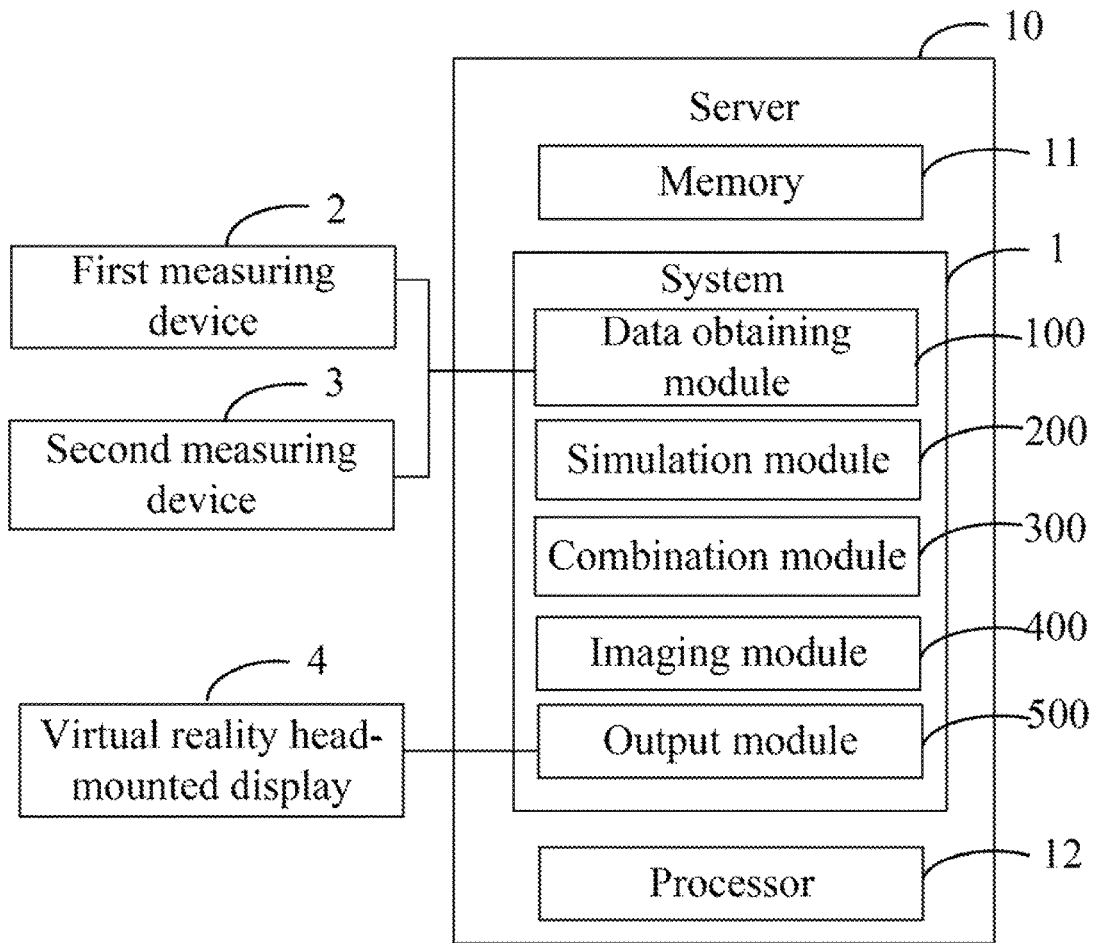 10
Server
Memory
11
2
First measuring
device
1
System
Data obtaining
module
100
3
Second measuring
device
Simulation module
200
Combination module
300
Imaging module
400
4
Virtual reality head-
mounted display
Output module
500
Processor
12